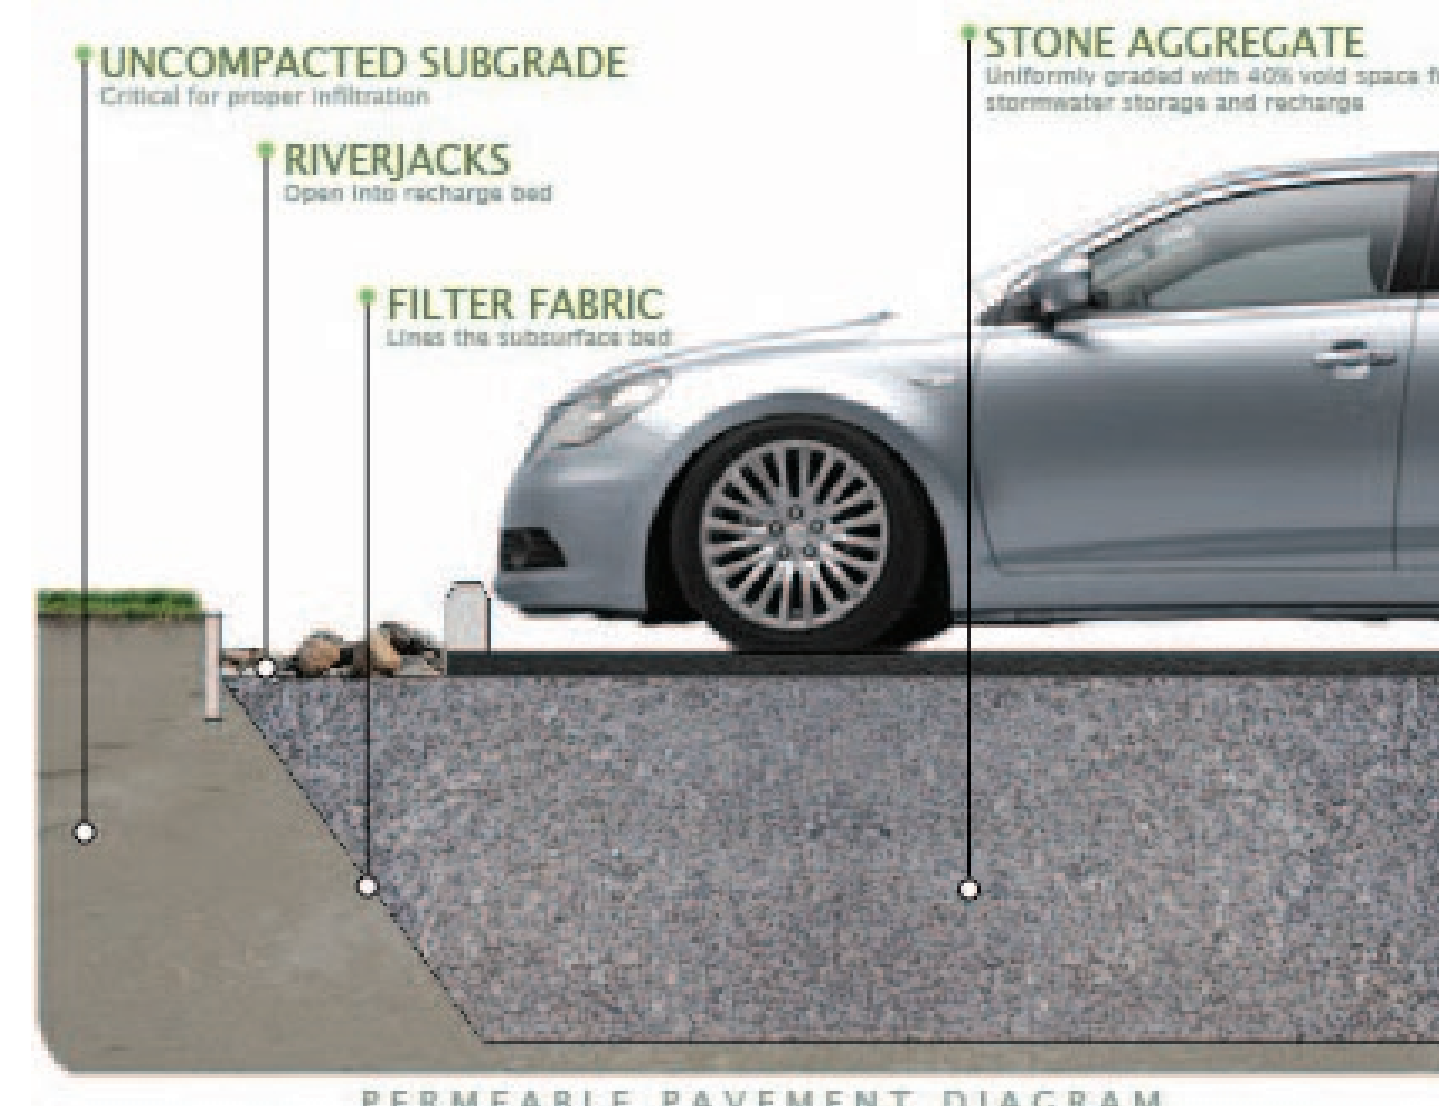 UNCOMPACTED SUBGRADE
Critical for proper infiltration
STONE AGGREGATE
Uniformly graded with 40% void space
stormwater storage and recharge
RIVERJACKS
Open into recharge bed
FILTER FABRIC
Lines the subsurface bed
PERMEABLE PAVEMENT DIAGRAM